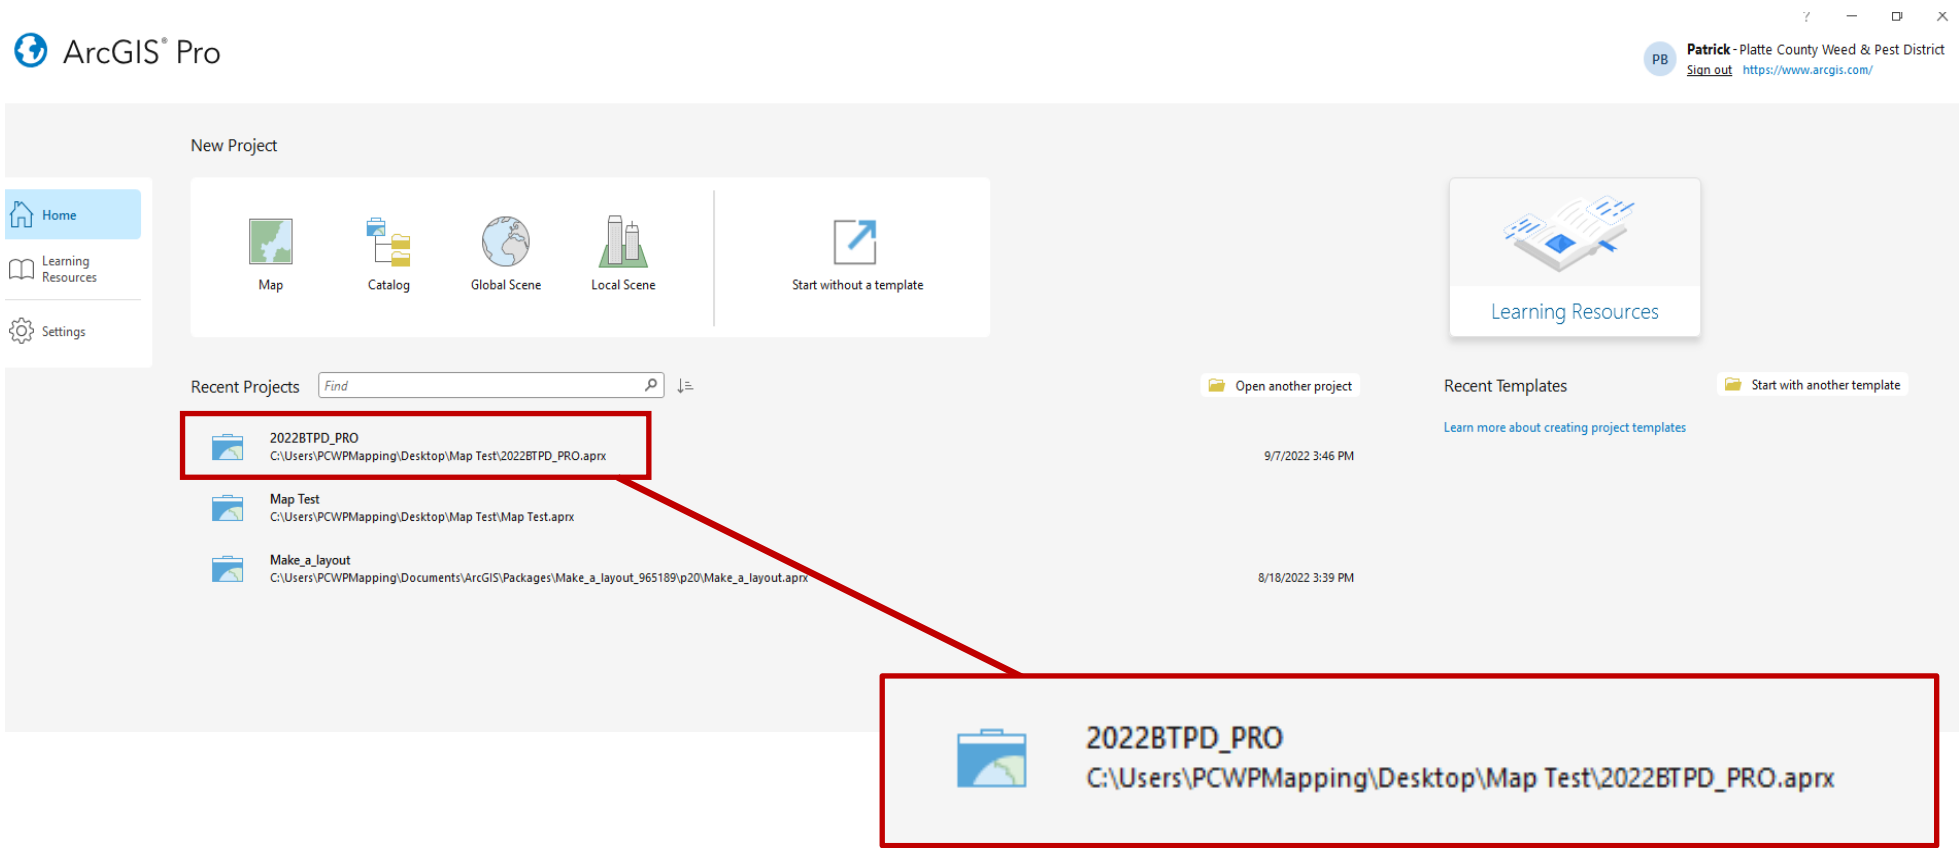 ArcGIS® Pro
?
PB
Patrick - Platte County Weed & Pest District
Sign out https://www.arcgis.com/
New Project
Home
Learning
Resources
Settings
Map
Catalog
Global Scene
Local Scene
Start without a template
Learning Resources
Recent Projects
Find
Open another project
Recent Templates
Start with another template
Learn more about creating project templates
2022BTPD_PRO
C:\Users\PCWPMapping\Desktop\Map Test\2022BTPD_PRO.aprx
9/7/2022 3:46 PM
Map Test
C:\Users\PCWPMapping\Desktop\Map Test\Map Test.aprx
Make_a_layout
C:\Users\PCWPMapping\Documents\ArcGIS\Packages\Make_a_layout_965189\p20\Make_a_layout.aprx
8/18/2022 3:39 PM
2022BTPD_PRO
C:\Users\PCWPMapping\Desktop\Map Test\2022BTPD_PRO.aprx